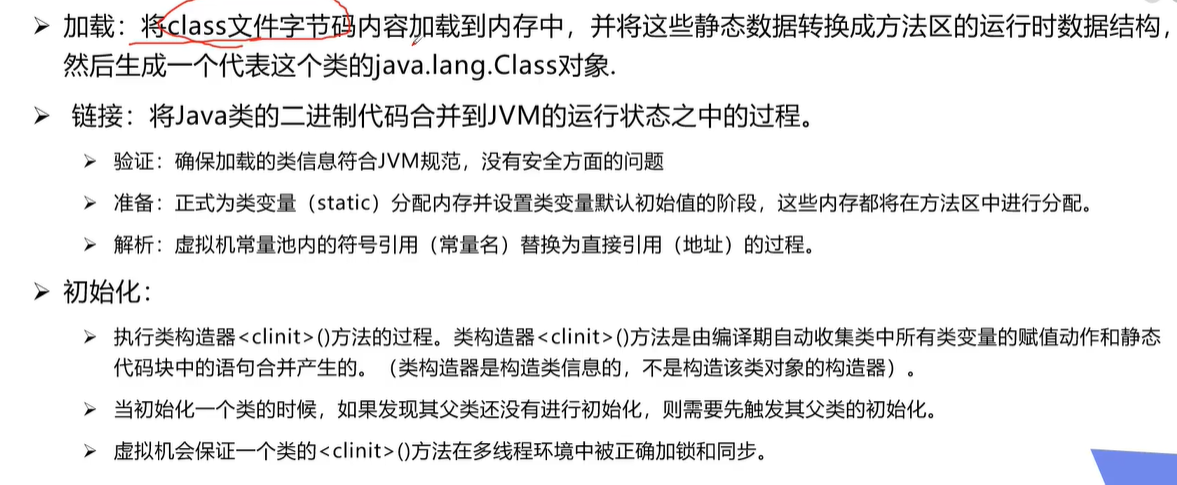 加载：将class文件字节码内容加载到内存中，并将这些静态数据转换成方法区的运行时数据结构，
然后生成一个代表这个类的java.lang.Class对象.
链接：将Java类的二进制代码合并到JVM的运行状态之中的过程。
验证：确保加载的类信息符合JVM规范，没有安全方面的问题
准备：正式为类变量（static）分配内存并设置类变量默认初始值的阶段，这些内存都将在方法区中进行分配。
解析：虚拟机常量池内的符号引用（常量名）替换为直接引用（地址）的过程。
初始化：
执行类构造器<clinit>()方法的过程。类构造器<clinit>()方法是由编译期自动收集类中所有类变量的赋值动作和静态
代码块中的语句合并产生的。（类构造器是构造类信息的，不是构造该类对象的构造器）。
当初始化一个类的时候，如果发现其父类还没有进行初始化，则需要先触发其父类的初始化。
虚拟机会保证一个类的<clinit>()方法在多线程环境中被正确加锁和同步。